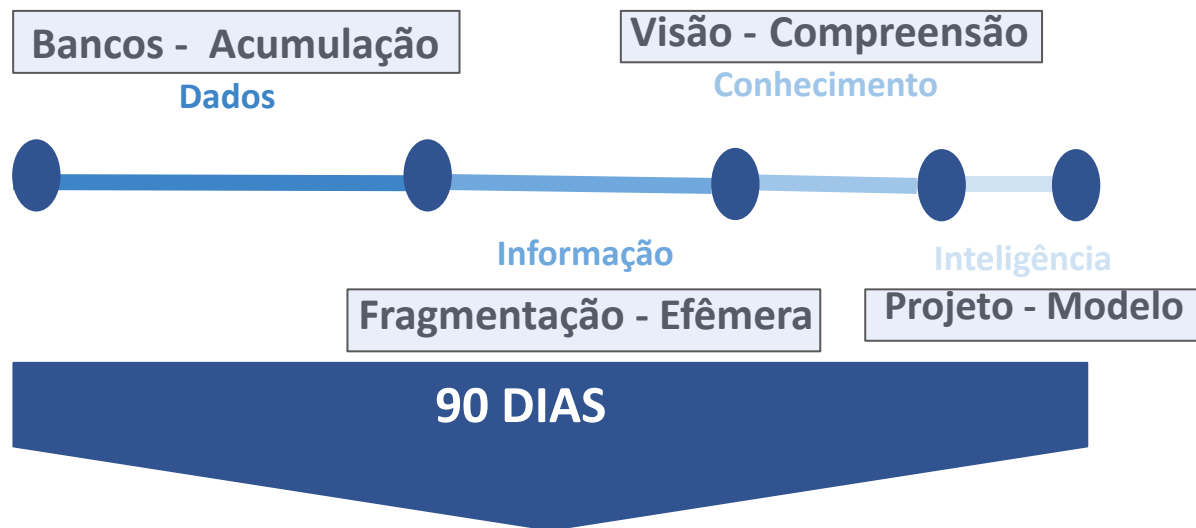 Bancos - Acumulação
Dados
Visão - Compreensão
Conhecimento
Informação
Fragmentação - Efêmera
Inteligência
Projeto - Modelo
90 DIAS